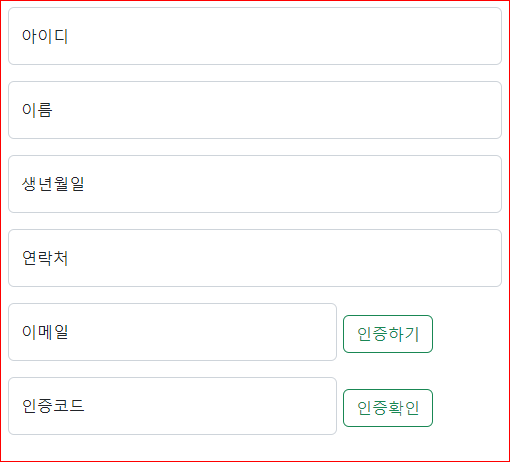 아이디
이름
생년월일
연락처
이메일 인증하기
인증코드 인증확인